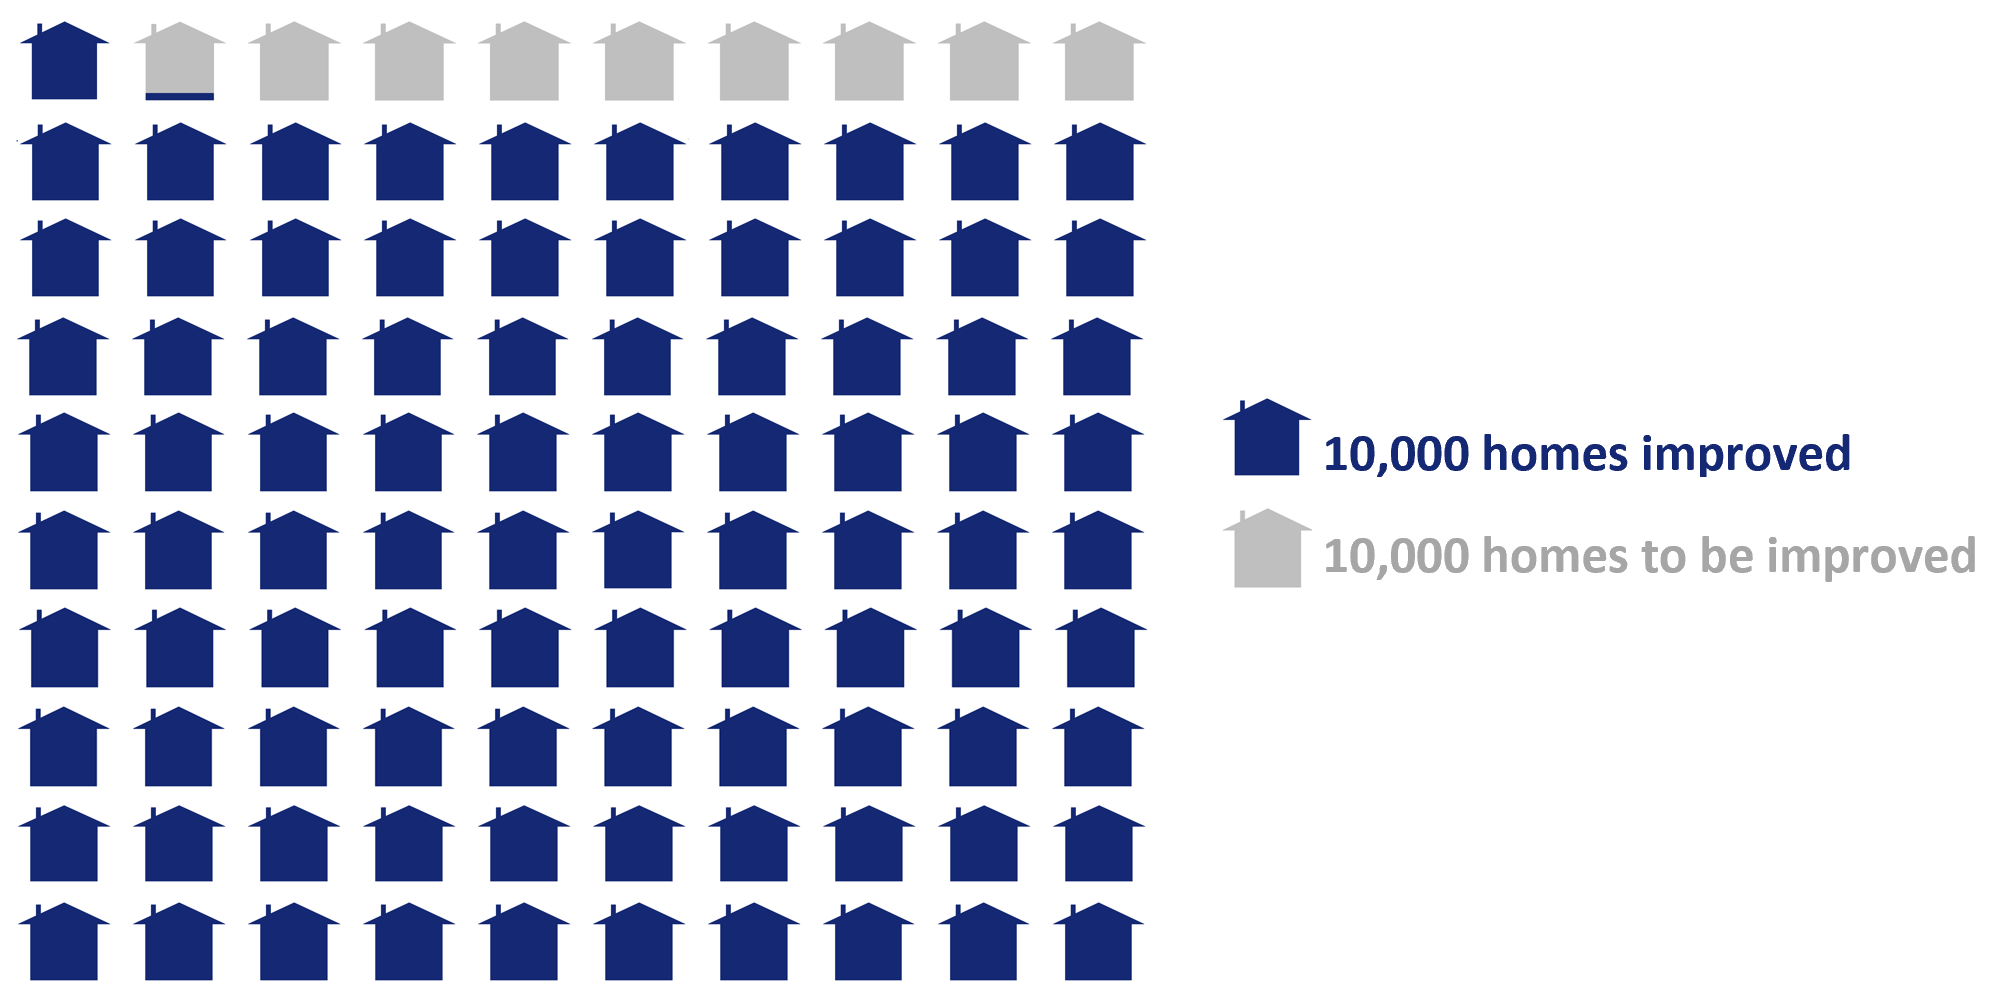 10,000 homes improved
10,000 homes to be improved